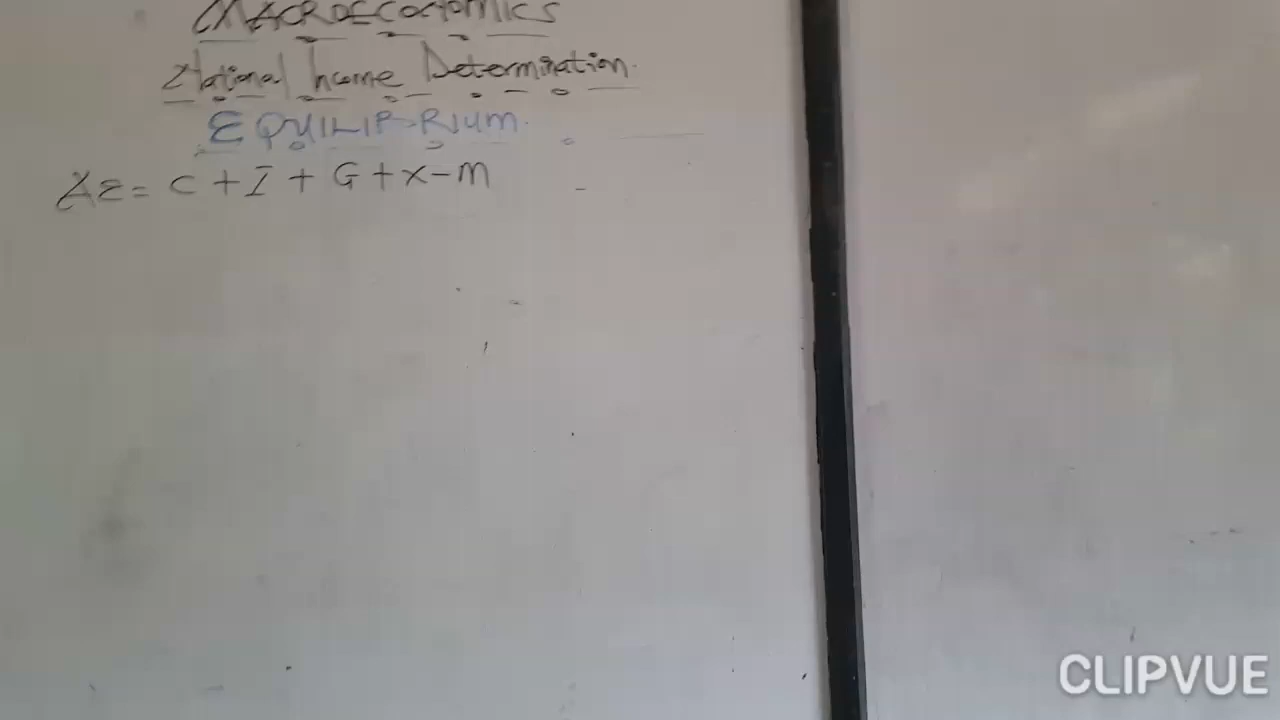 MACROECONOMICS
National Income Determination.
EQUILIBRIUM.
AE = C + I + G + X - M
CLIPVUE